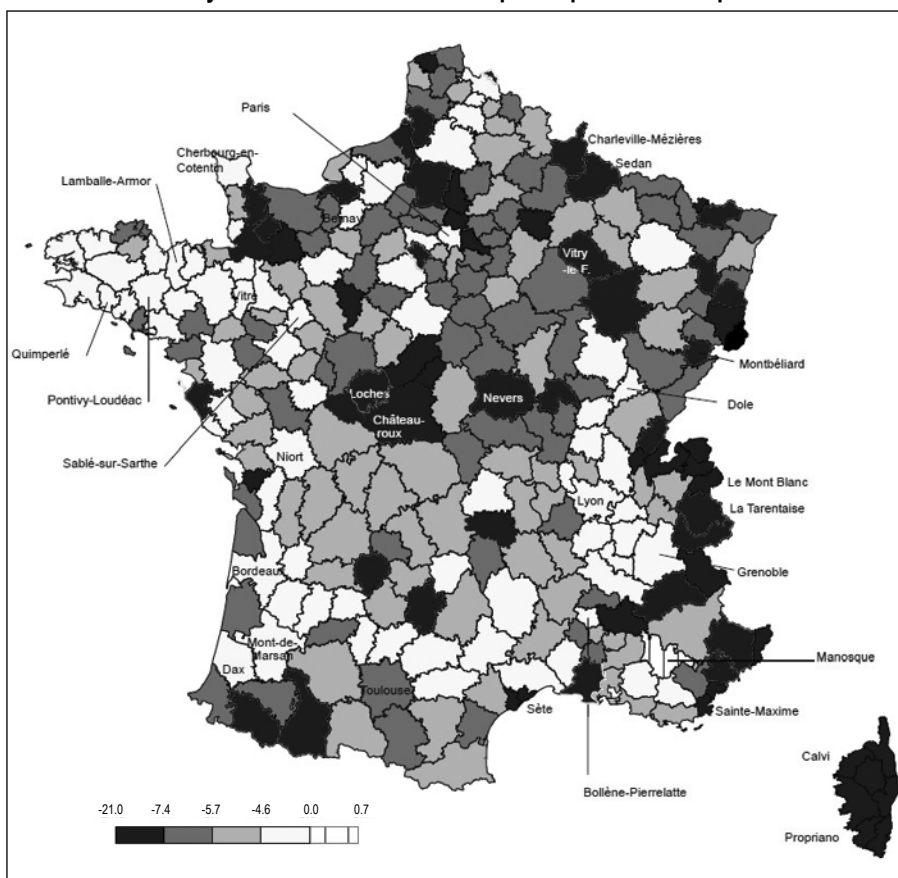 Paris
Charleville-Mézières
Cherbourg-en-
Cotentin
Sedan
Lamballe-Armor
Bernay
Vitry
-le-F.
Vitré
Quimperlé
Montbéliard
Pontivy-Loudéac
Loches
Nevers
Dole
Château-
roux
Sablé-sur-Sarthe
Niort
Le Mont Blanc
Lyon
La Tarentaise
Bordeaux
Grenoble
Mont-de-
Marsan
Manosque
Dax
Toulouse
Sète
Sainte-Maxime
Calvi
Bollène-Pierrelatte
-21.0 -7.4 -5.7 -4.6 0.0 0.7
Propriano